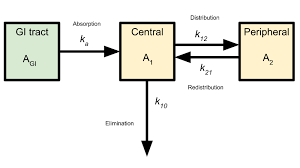 GI tract
A_GI
Absorption
k_a
Central
A_1
Distribution
k_12
k_21
Redistribution
Peripheral
A_2
k_10
Elimination